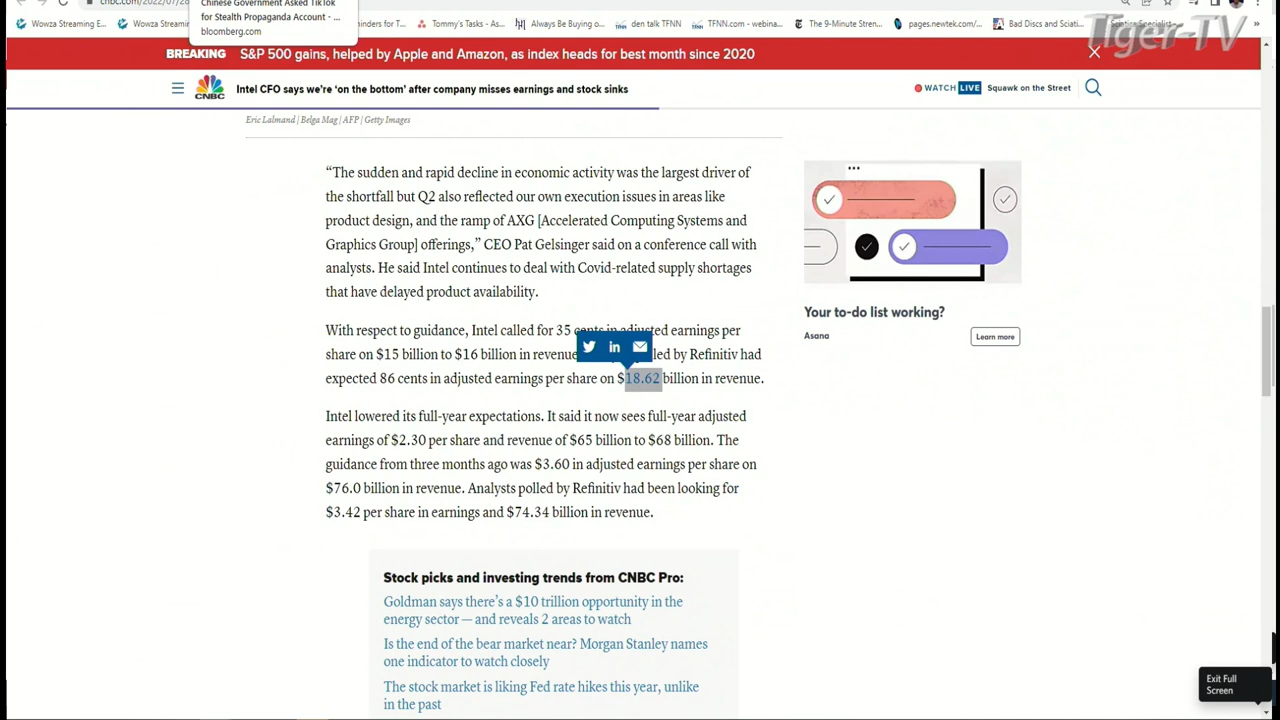 cnbc.com/2022/07/28
Chinese Government Asked TikTok
for Stealth Propaganda Account - ...
bloomberg.com
Wowza Streaming E...
Wowza Strea
nders for T...
Tommy's Tasks - As...
Always Be Buying o...
den talk TFNN
TFNN.com - webina...
The 9-Minute Stren...
pages.newtek.com/...
Bad Discs and Sciati...
Sciatica Specialist
Tiger-TV
BREAKING S&P 500 gains, helped by Apple and Amazon, as index heads for best month since 2020
CNBC
Intel CFO says we're ‘on the bottom’ after company misses earnings and stock sinks
WATCH LIVE Squawk on the Street
Eric Lalmand | Belga Mag | AFP | Getty Images
“The sudden and rapid decline in economic activity was the largest driver of
the shortfall but Q2 also reflected our own execution issues in areas like
product design, and the ramp of AXG [Accelerated Computing Systems and
Graphics Group] offerings,” CEO Pat Gelsinger said on a conference call with
analysts. He said Intel continues to deal with Covid-related supply shortages
that have delayed product availability.
With respect to guidance, Intel called for 35 cents in adjusted earnings per
share on $15 billion to $16 billion in revenue lled by Refinitiv had
expected 86 cents in adjusted earnings per share on $18.62 billion in revenue.
Intel lowered its full-year expectations. It said it now sees full-year adjusted
earnings of $2.30 per share and revenue of $65 billion to $68 billion. The
guidance from three months ago was $3.60 in adjusted earnings per share on
$76.0 billion in revenue. Analysts polled by Refinitiv had been looking for
$3.42 per share in earnings and $74.34 billion in revenue.
Your to-do list working?
Asana
Learn more
Stock picks and investing trends from CNBC Pro:
Goldman says there's a $10 trillion opportunity in the
energy sector — and reveals 2 areas to watch
Is the end of the bear market near? Morgan Stanley names
one indicator to watch closely
The stock market is liking Fed rate hikes this year, unlike
in the past
Exit Full
Screen